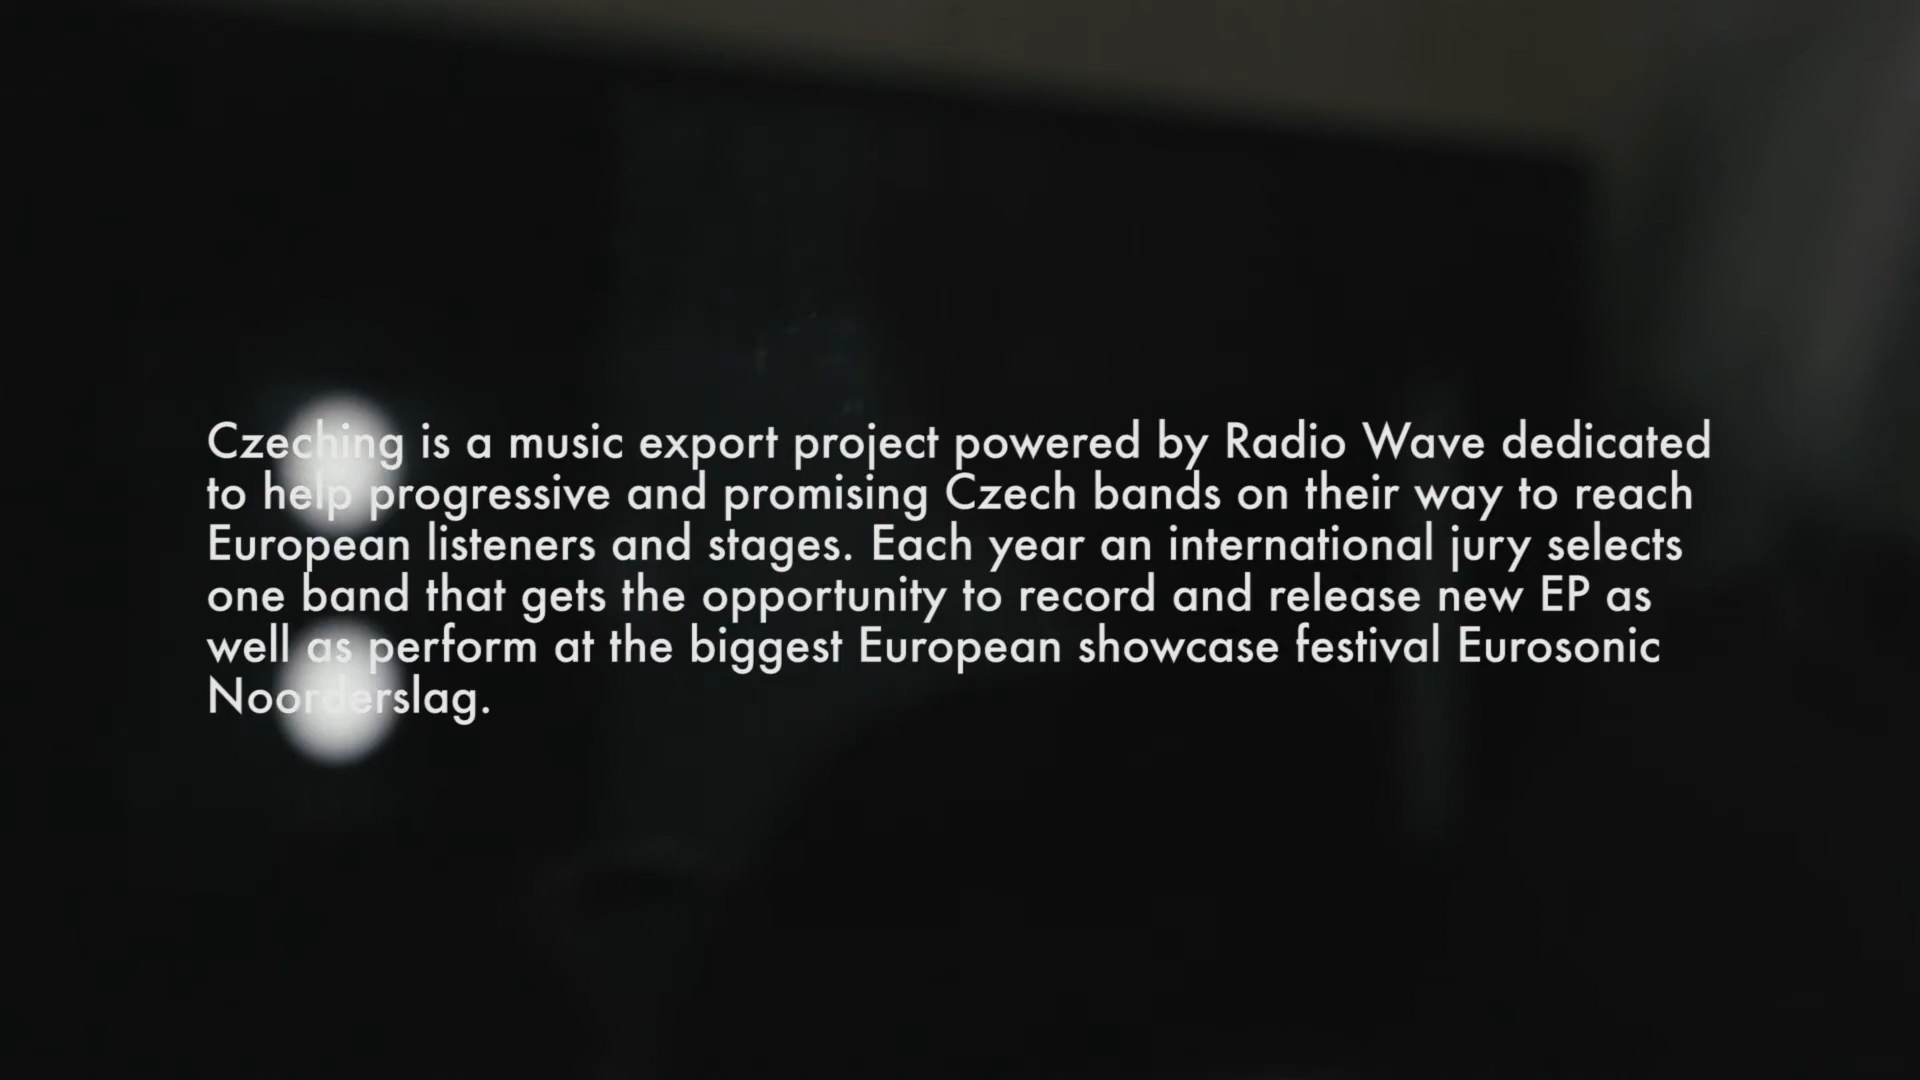 Czeching is a music export project powered by Radio Wave dedicated
to help progressive and promising Czech bands on their way to reach
European listeners and stages. Each year an international jury selects
one band that gets the opportunity to record and release new EP as
well as perform at the biggest European showcase festival Eurosonic
Noorderslag.